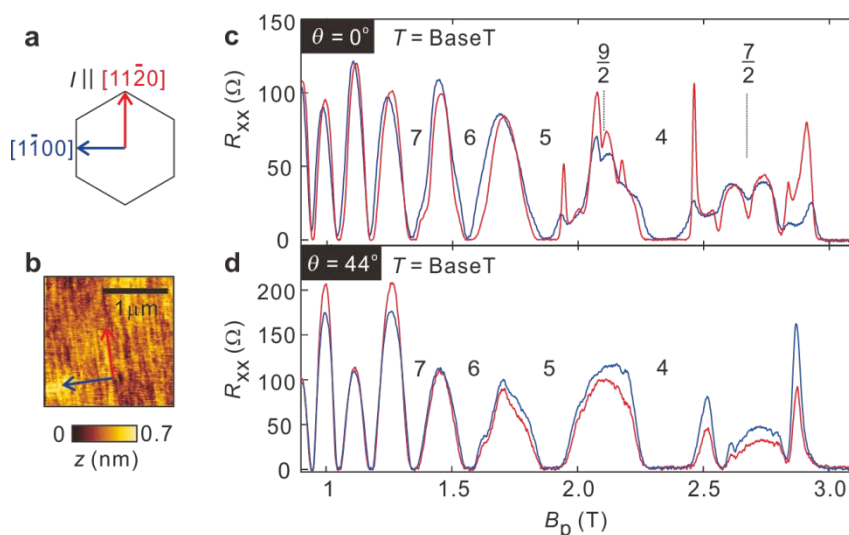 a
I || [112̄0]
[11̄00]
b
1μm
0 0.7
z (nm)
c
θ = 0° T = BaseT
R_xx (Ω)
150
100
50
0
7 6 5 4
9/2
7/2
d
θ = 44° T = BaseT
R_xx (Ω)
200
150
100
50
0
7 6 5 4
1 1.5 2.0 2.5 3.0
B_p (T)